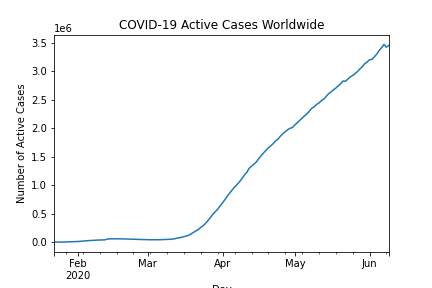 COVID-19 Active Cases Worldwide
1e6
3.5
3.0
2.5
2.0
1.5
1.0
0.5
0.0
Number of Active Cases
Feb
2020
Mar
Apr
May
Jun